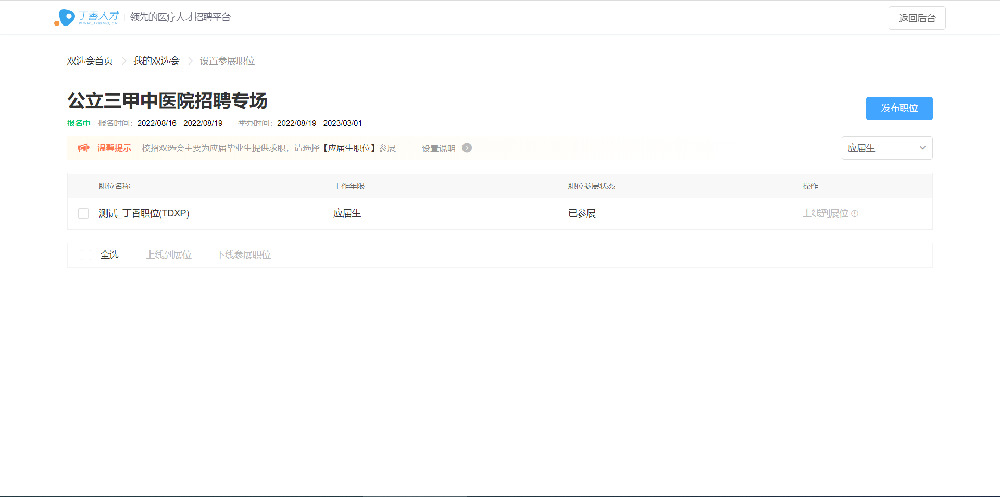 丁香人才
WWW.JOBMD.CN
领先的医疗人才招聘平台
返回后台
双选会首页 我的双选会 设置参展职位
公立三甲中医院招聘专场
发布职位
报名中 报名时间：2022/08/16 - 2022/08/19 举办时间：2022/08/19 - 2023/03/01
温馨提示 校招双选会主要为应届毕业生提供求职，请选择【应届生职位】参展 设置说明
应届生
职位名称 工作年限 职位参展状态 操作
测试_丁香职位(TDXP) 应届生 已参展 上线到展位
全选 上线到展位 下线参展职位